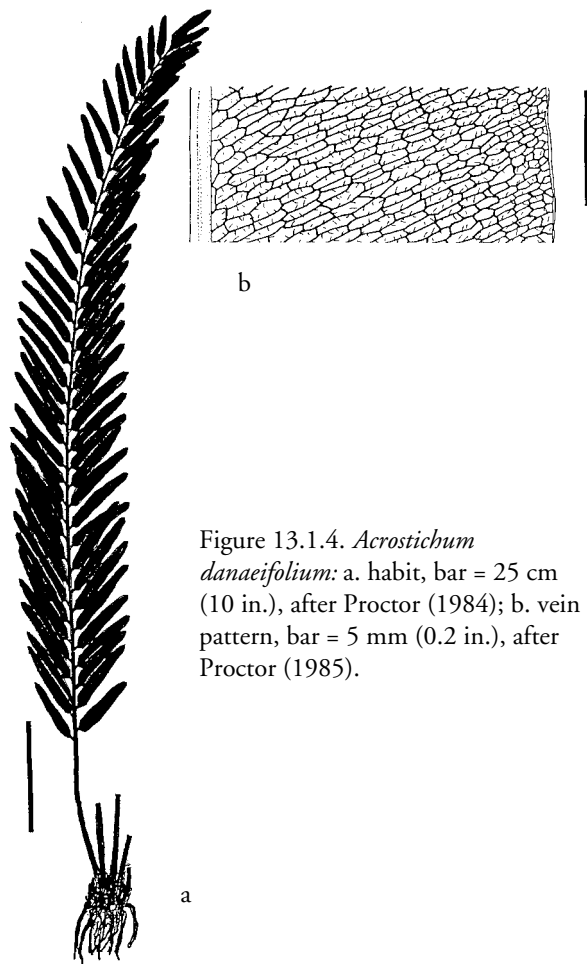 b
Figure 13.1.4. Acrostichum
danaeifolium: a. habit, bar = 25 cm
(10 in.), after Proctor (1984); b. vein
pattern, bar = 5 mm (0.2 in.), after
Proctor (1985).
a